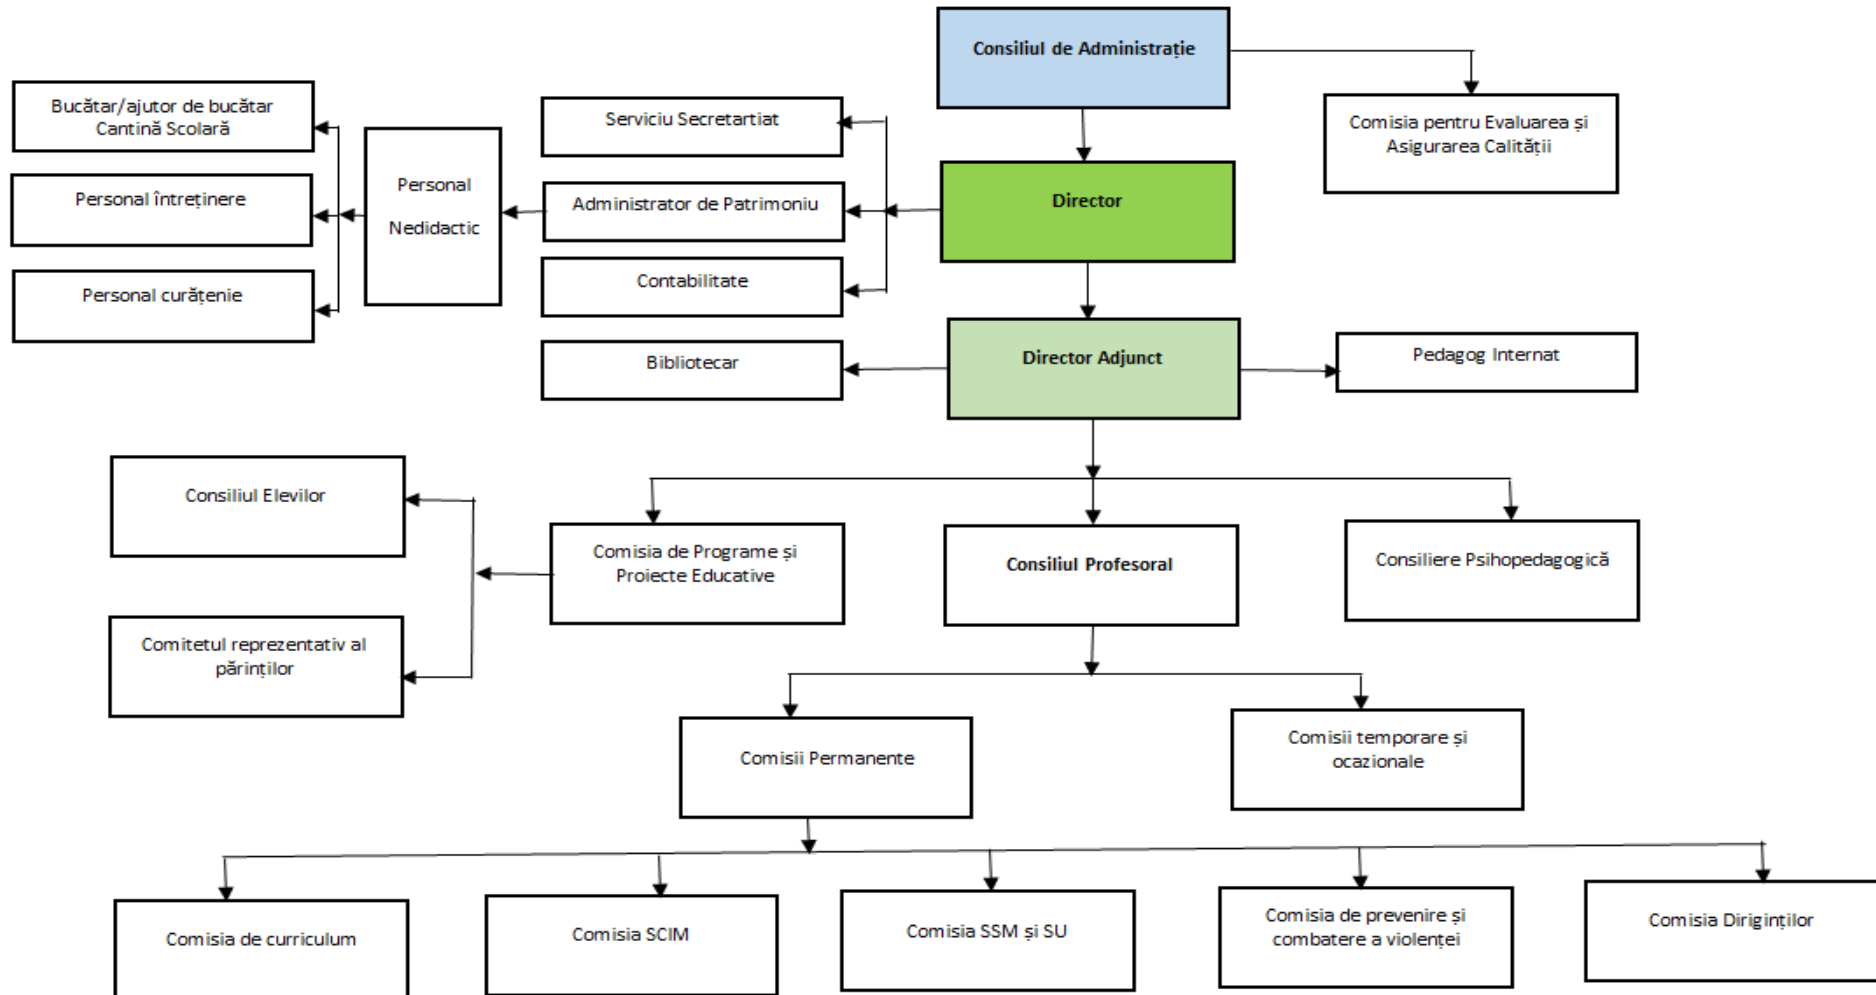 Consiliul de Administrație
Bucătar/ajutor de bucătar
Cantină Scolară
Serviciu Secretartiat
Comisia pentru Evaluarea și
Asigurarea Calității
Personal
Nedidactic
Personal întreținere
Administrator de Patrimoniu
Director
Personal curățenie
Contabilitate
Bibliotecar
Director Adjunct
Pedagog Internat
Consiliul Elevilor
Comisia de Programe și
Proiecte Educative
Consiliul Profesoral
Consiliere Psihopedagogică
Comitetul reprezentativ al
părinților
Comisii Permanente
Comisii temporare și
ocazionale
Comisia de curriculum
Comisia SCIM
Comisia SSM și SU
Comisia de prevenire și
combatere a violenței
Comisia Diriginților